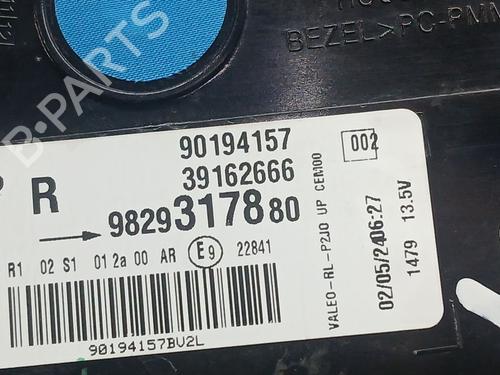 BEZEL>PC-PMM
90194157
002
39162666
R
9829317880
R1 02 S1 01 2a 00 AR E9 22841
90194157BV2L
VALEO-RL-P2JO UP CEM00
02/05/24 06:27
1479 13.5V
B-PARTS